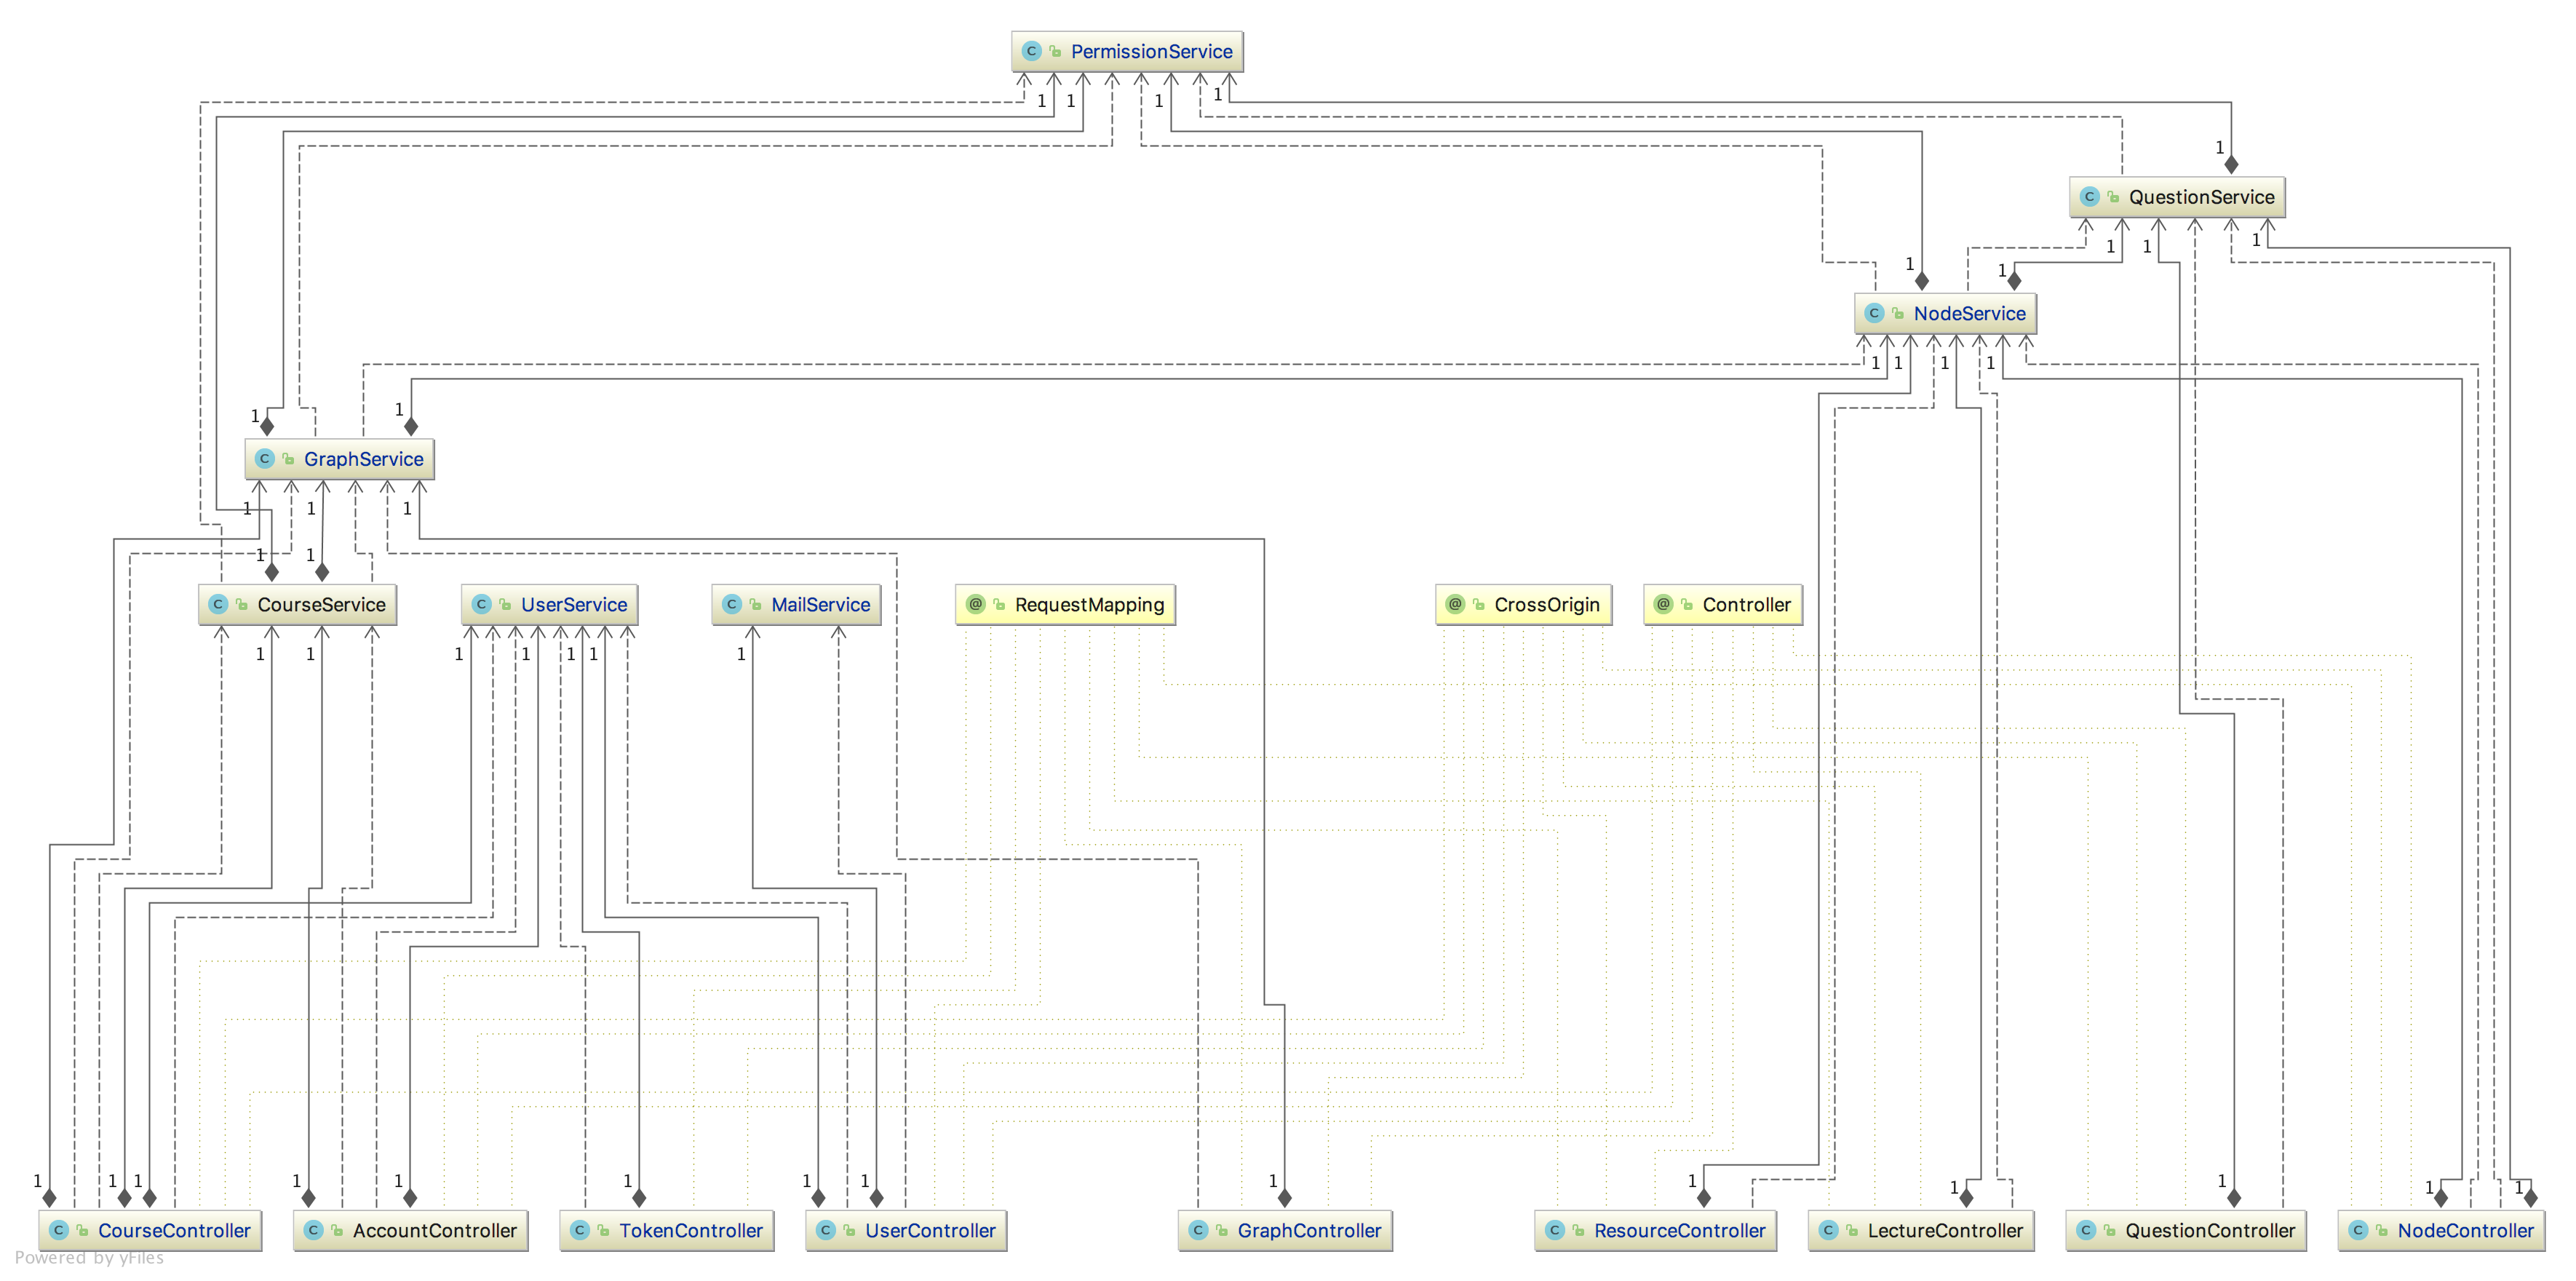 PermissionService
1 1 1 1
1
QuestionService
1 1 1
1 1
NodeService
1 1 1 1
1 1
GraphService
1 1 1
1 1
CourseService
UserService
MailService
@ RequestMapping
@ CrossOrigin
@ Controller
1 1 1 1 1 1 1
1 1 1 1 1 1 1 1 1 1 1 1 1 1
C CourseController
C AccountController
C TokenController
C UserController
C GraphController
C ResourceController
C LectureController
C QuestionController
C NodeController
Powered by yFiles